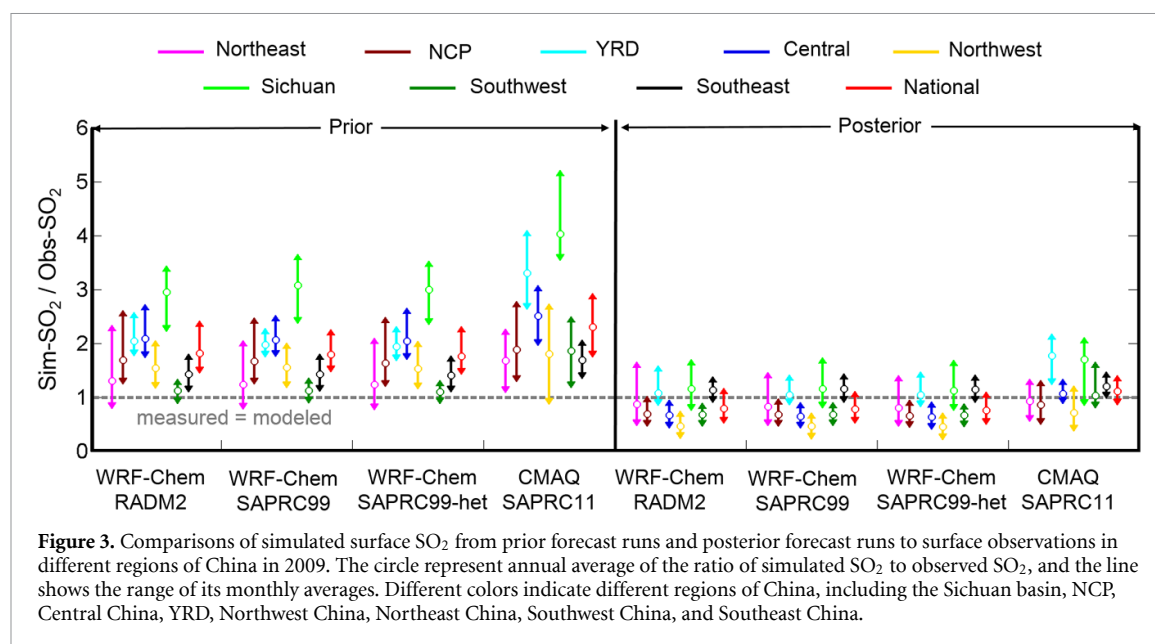 Northeast NCP YRD Central Northwest
Sichuan Southwest Southeast National
Prior Posterior
6
5
4
3
2
1
0
Sim-SO₂ / Obs-SO₂
measured = modeled
WRF-Chem WRF-Chem WRF-Chem CMAQ WRF-Chem WRF-Chem WRF-Chem CMAQ
RADM2 SAPRC99 SAPRC99-het SAPRC11 RADM2 SAPRC99 SAPRC99-het SAPRC11
Figure 3. Comparisons of simulated surface SO₂ from prior forecast runs and posterior forecast runs to surface observations in
different regions of China in 2009. The circle represent annual average of the ratio of simulated SO₂ to observed SO₂, and the line
shows the range of its monthly averages. Different colors indicate different regions of China, including the Sichuan basin, NCP,
Central China, YRD, Northwest China, Northeast China, Southwest China, and Southeast China.